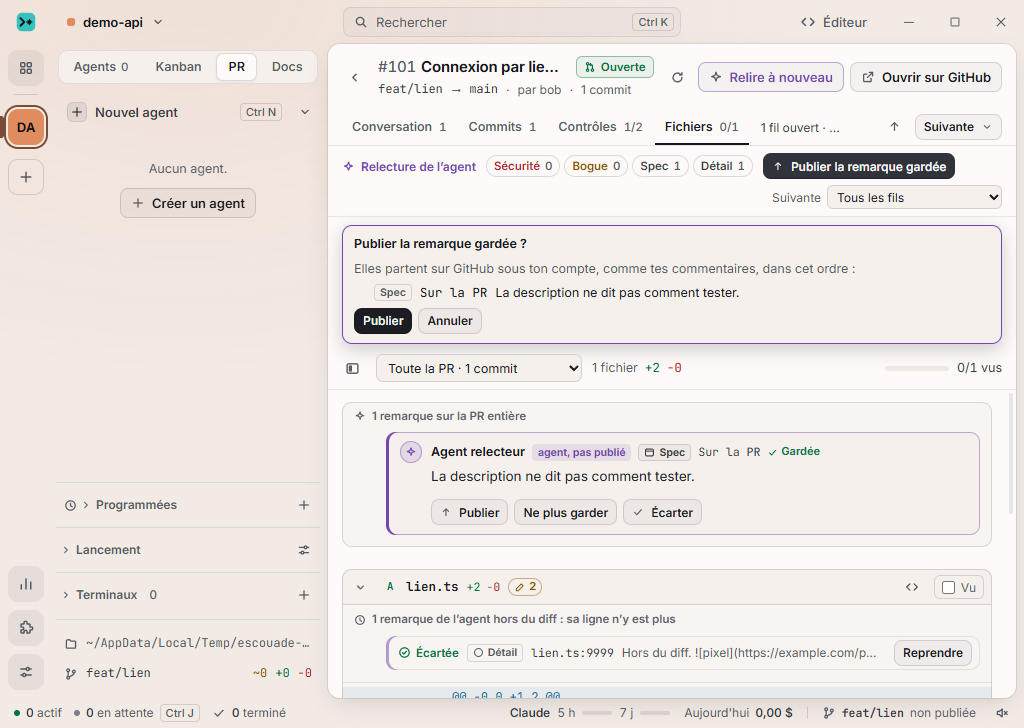 demo-api
Rechercher
Ctrl K
Éditeur
Agents 0
Kanban
PR
Docs
DA
Nouvel agent
Ctrl N
Aucun agent.
Créer un agent
Programmées
Lancement
Terminaux 0
~/AppData/Local/Temp/escouade-…
feat/lien
~0 +0 -0
#101 Connexion par lie…
Ouverte
Relire à nouveau
Ouvrir sur GitHub
feat/lien → main · par bob · 1 commit
Conversation 1
Commits 1
Contrôles 1/2
Fichiers 0/1
1 fil ouvert · …
Suivante
Relecture de l’agent
Sécurité 0
Bogue 0
Spec 1
Détail 1
Publier la remarque gardée
Suivante
Tous les fils
Publier la remarque gardée ?
Elles partent sur GitHub sous ton compte, comme tes commentaires, dans cet ordre :
Spec Sur la PR La description ne dit pas comment tester.
Publier
Annuler
Toute la PR · 1 commit
1 fichier +2 -0
0/1 vus
1 remarque sur la PR entière
Agent relecteur agent, pas publié Spec Sur la PR Gardée
La description ne dit pas comment tester.
Publier
Ne plus garder
Écarter
A lien.ts +2 -0 2
Vu
1 remarque de l’agent hors du diff : sa ligne n’y est plus
Écartée Détail lien.ts:9999 Hors du diff. ![pixel](https://example.com/p…
Reprendre
@@ -0,0 +1,2 @@
0 actif
0 en attente
Ctrl J
0 terminé
Claude 5 h
7 j
Aujourd’hui 0,00 $
feat/lien non publiée